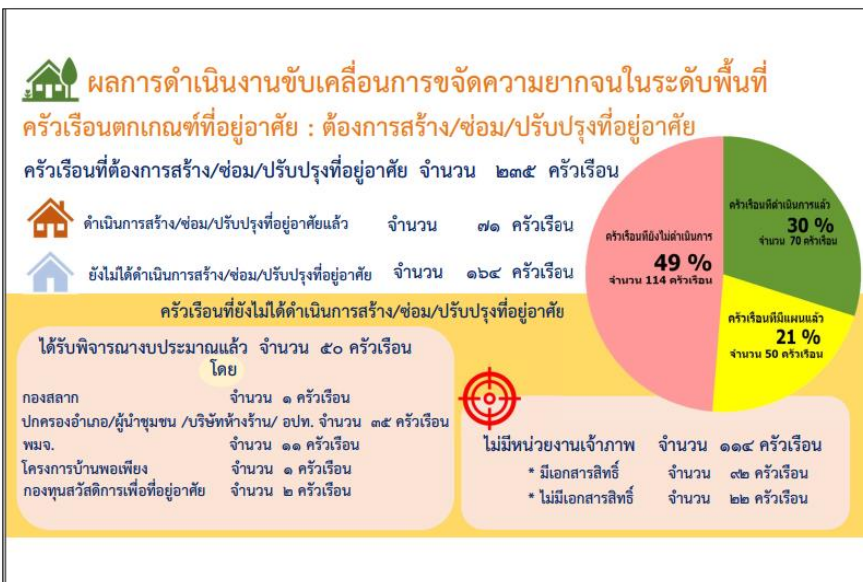 ผลการดำเนินงานขับเคลื่อนการขจัดความยากจนในระดับพื้นที่
ครัวเรือนตกเกณฑ์ที่อยู่อาศัย : ต้องการสร้าง/ซ่อม/ปรับปรุงที่อยู่อาศัย
ครัวเรือนที่ต้องการสร้าง/ซ่อม/ปรับปรุงที่อยู่อาศัย จำนวน ๒๓๕ ครัวเรือน
ดำเนินการสร้าง/ซ่อม/ปรับปรุงที่อยู่อาศัยแล้ว จำนวน ๗๑ ครัวเรือน
ยังไม่ได้ดำเนินการสร้าง/ซ่อม/ปรับปรุงที่อยู่อาศัย จำนวน ๑๖๔ ครัวเรือน
ครัวเรือนที่ดำเนินการแล้ว
30 %
จำนวน 70 ครัวเรือน
ครัวเรือนที่ยังไม่ดำเนินการ
49 %
จำนวน 114 ครัวเรือน
ครัวเรือนที่มีแผนแล้ว
21 %
จำนวน 50 ครัวเรือน
ครัวเรือนที่ยังไม่ได้ดำเนินการสร้าง/ซ่อม/ปรับปรุงที่อยู่อาศัย
ได้รับพิจารณางบประมาณแล้ว จำนวน ๕๐ ครัวเรือน
โดย
กองสลาก จำนวน ๑ ครัวเรือน
ปกครองอำเภอ/ผู้นำชุมชน /บริษัทห้างร้าน/ อปท. จำนวน ๓๕ ครัวเรือน
พมจ. จำนวน ๑๑ ครัวเรือน
โครงการบ้านพอเพียง จำนวน ๑ ครัวเรือน
กองทุนสวัสดิการเพื่อที่อยู่อาศัย จำนวน ๒ ครัวเรือน
ไม่มีหน่วยงานเจ้าภาพ จำนวน ๑๑๔ ครัวเรือน
* มีเอกสารสิทธิ์ จำนวน ๙๒ ครัวเรือน
* ไม่มีเอกสารสิทธิ์ จำนวน ๒๒ ครัวเรือน